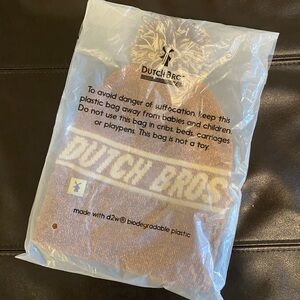 DUTCH BROS
To avoid danger of suffocation, keep this
plastic bag away from babies and children.
Do not use this bag in cribs, beds, carriages
or playpens. This bag is not a toy.
DUTCH BROS
made with d2w® biodegradable plastic